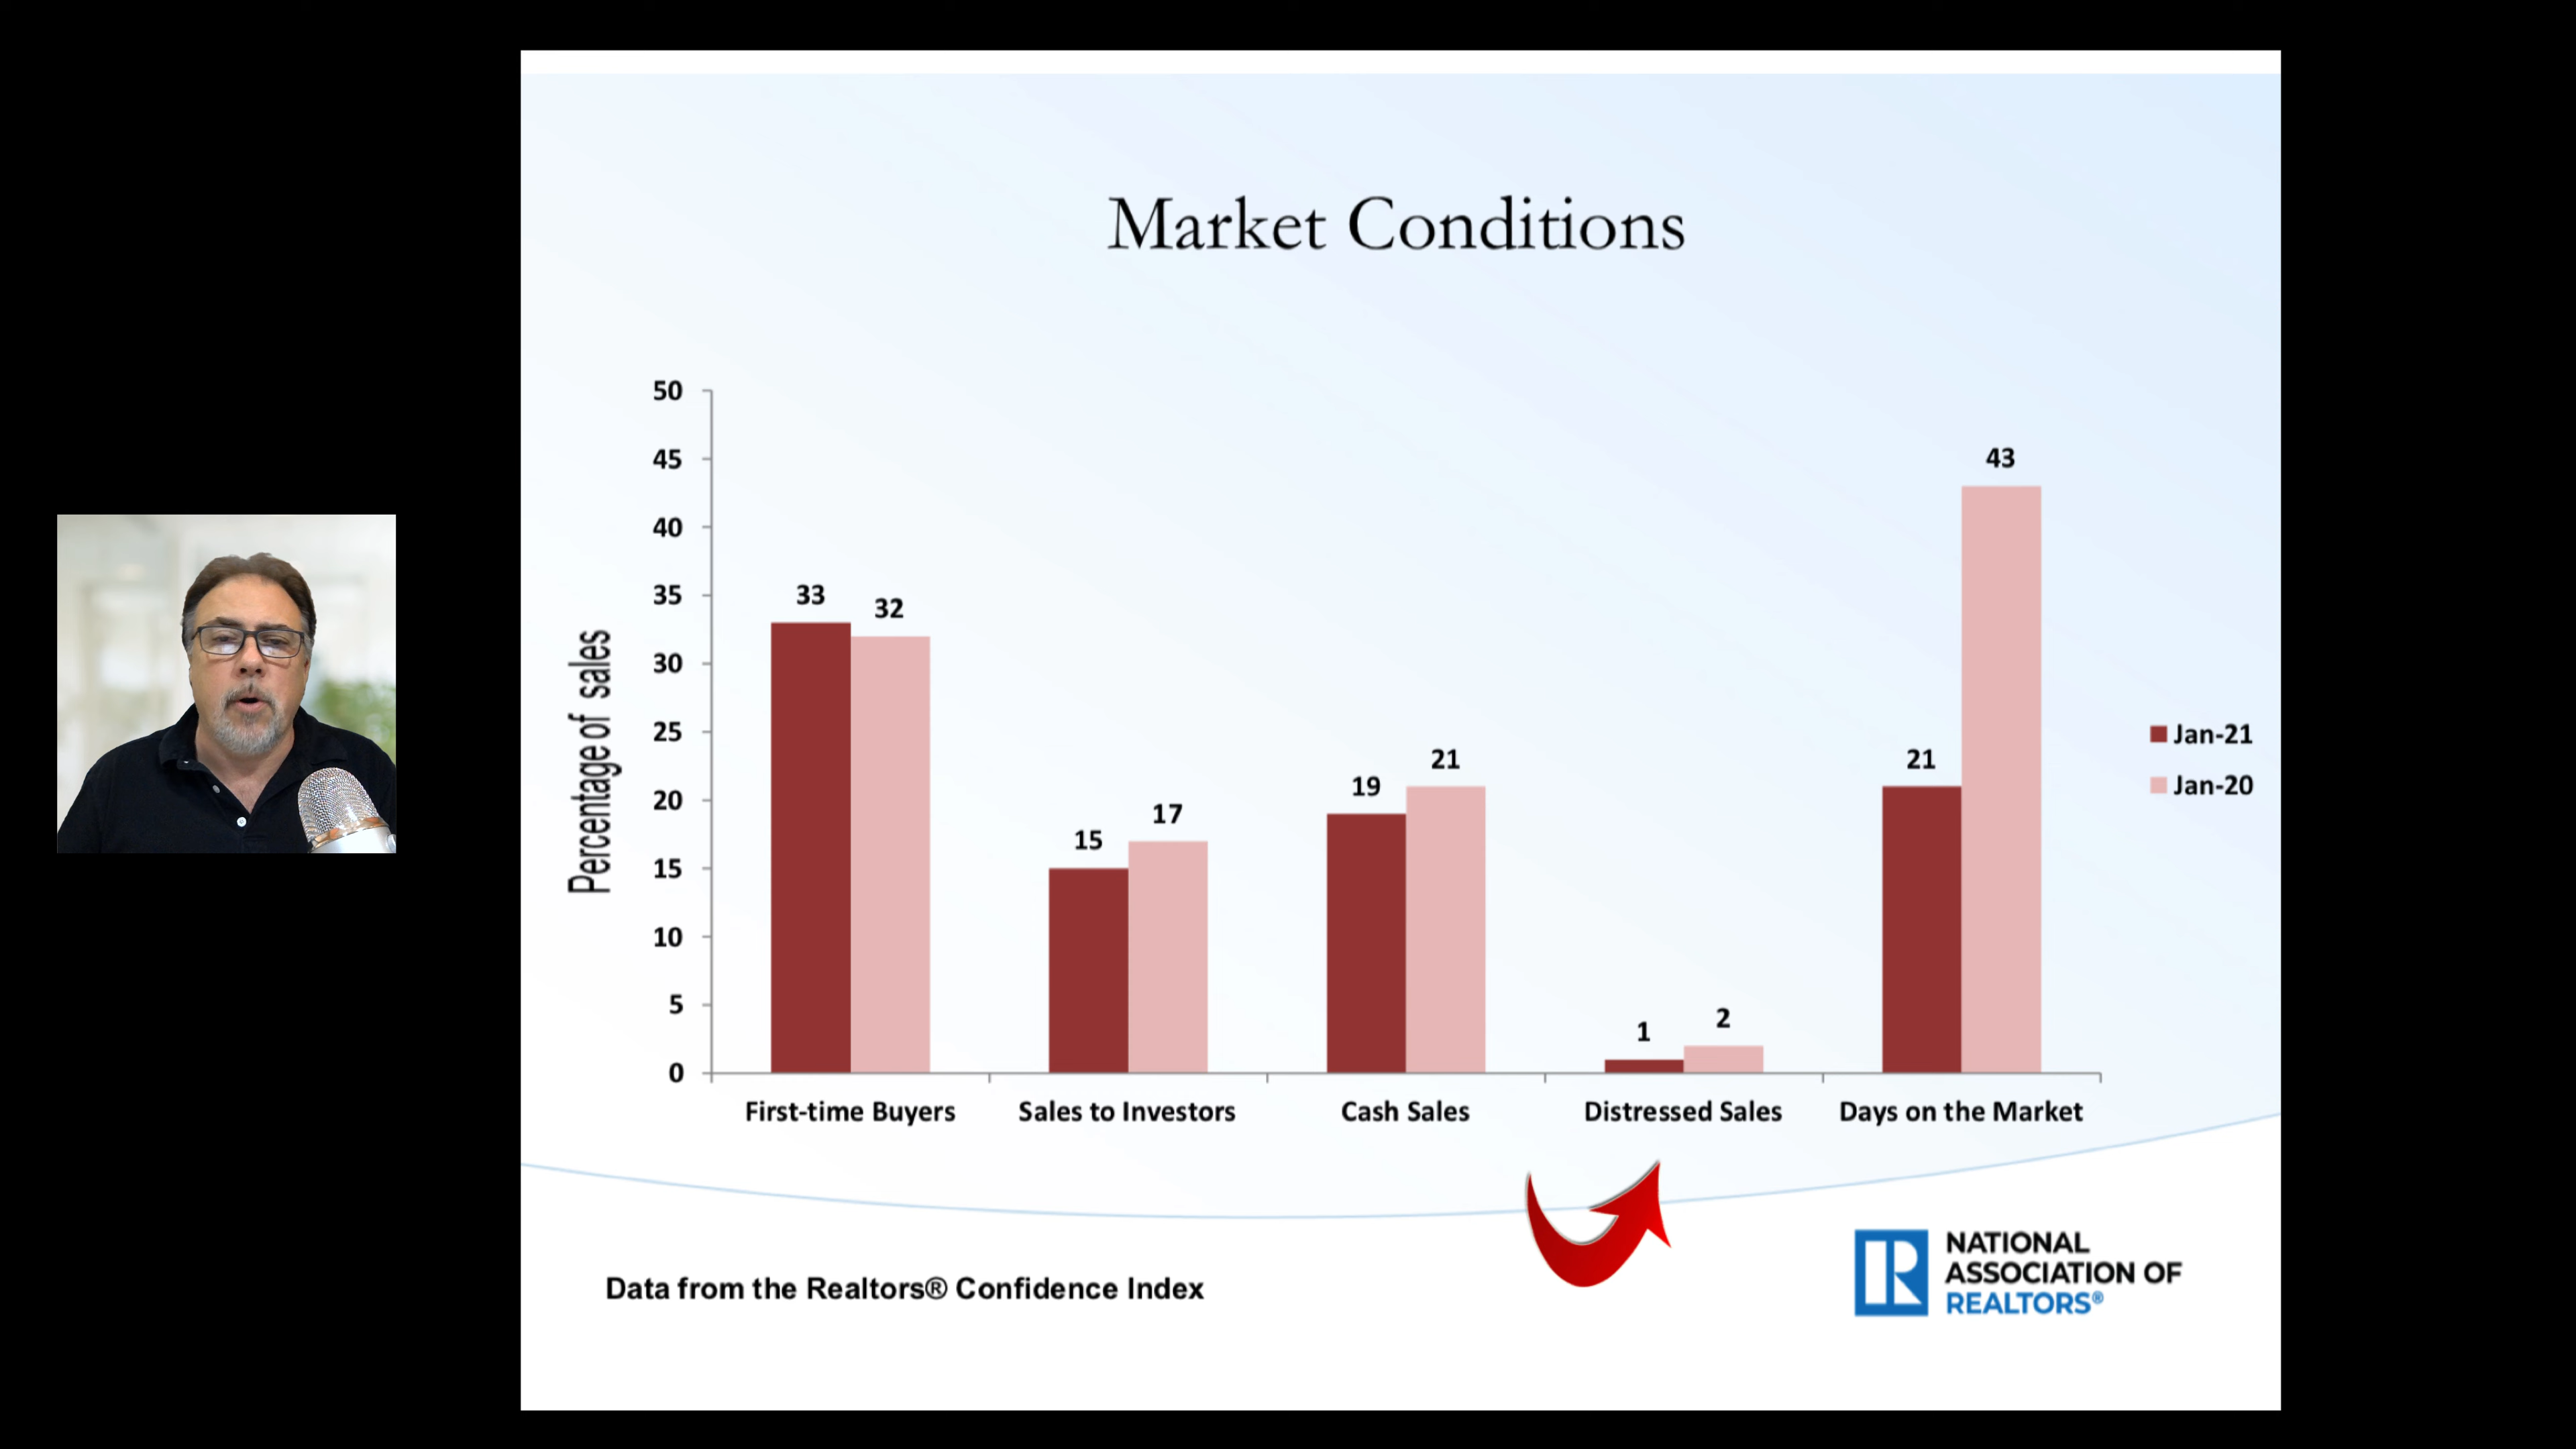 Market Conditions
50
45
40
35
30
25
20
15
10
5
0
Percentage of sales
33
32
15
17
19
21
1
2
21
43
First-time Buyers
Sales to Investors
Cash Sales
Distressed Sales
Days on the Market
Jan-21
Jan-20
Data from the Realtors® Confidence Index
NATIONAL
ASSOCIATION OF
REALTORS®